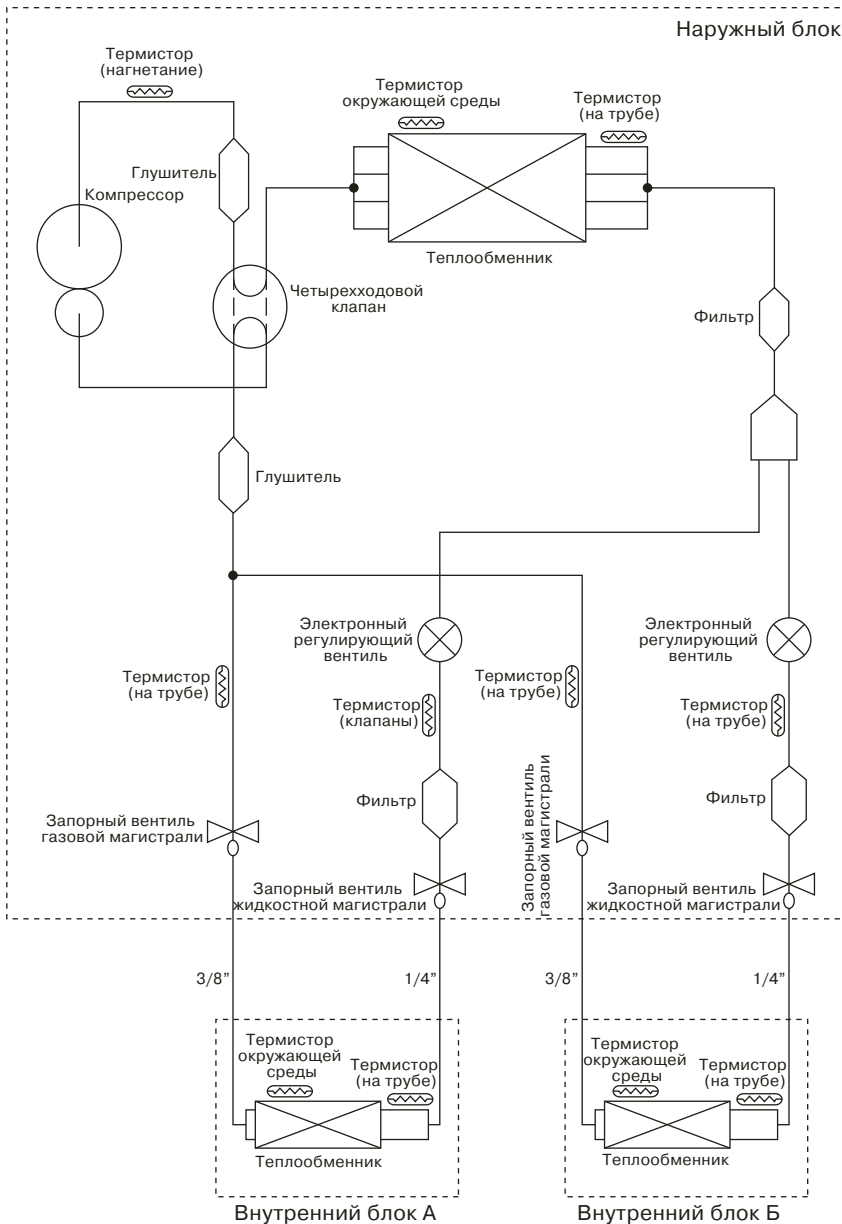 Наружный блок
Термистор
(нагнетание)
Термистор
окружающей среды
Термистор
(на трубе)
Глушитель
Компрессор
Теплообменник
Четырехходовой
клапан
Фильтр
Глушитель
Электронный
регулирующий
вентиль
Электронный
регулирующий
вентиль
Термистор
(на трубе)
Термистор
(клапаны)
Термистор
(на трубе)
Термистор
(на трубе)
Запорный вентиль
газовой магистрали
Фильтр
Запорный вентиль
газовой магистрали
Фильтр
Запорный вентиль
жидкостной магистрали
Запорный вентиль
жидкостной магистрали
3/8”
1/4”
3/8”
1/4”
Термистор
окружающей
среды
Термистор
(на трубе)
Теплообменник
Термистор
окружающей
среды
Термистор
(на трубе)
Теплообменник
Внутренний блок А
Внутренний блок Б